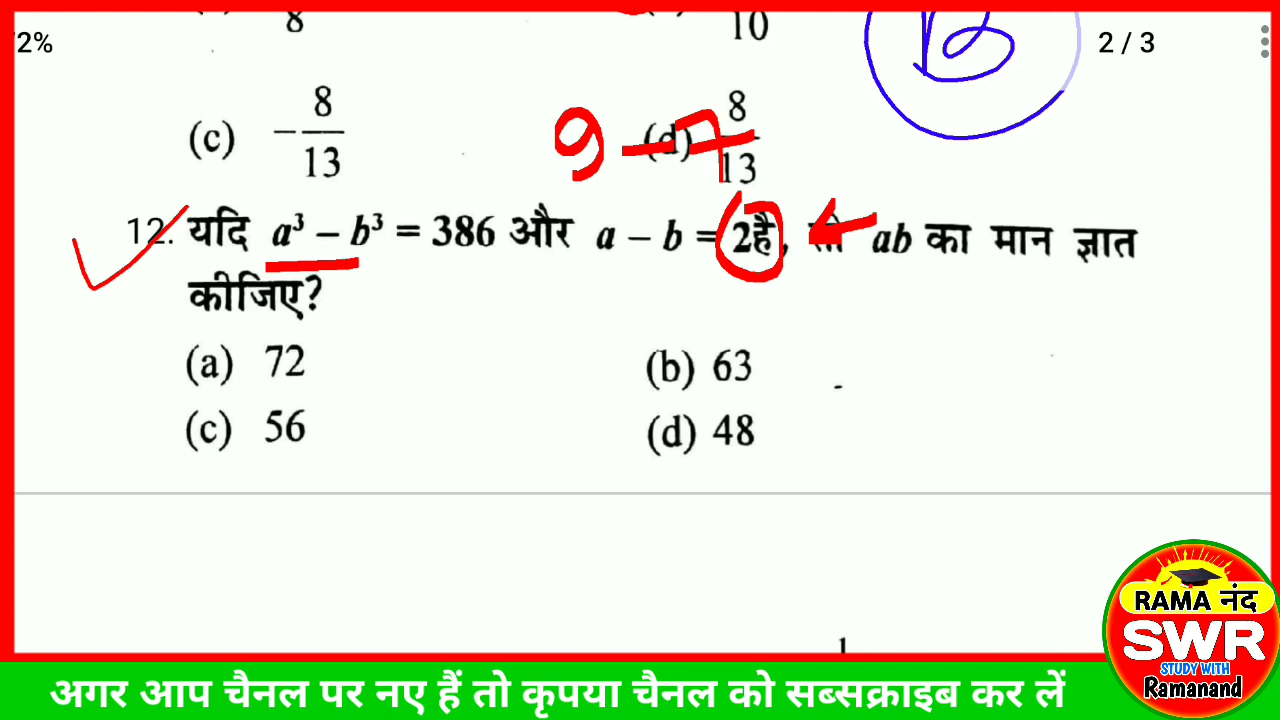 8
10
72%
2 / 3
B
(c) -8/13
(d) 8/13
9-7
12. यदि a³ – b³ = 386 और a – b = 2 है, तो ab का मान ज्ञात
कीजिए?
(a) 72
(b) 63
(c) 56
(d) 48
1
RAMA नंद
SWR
STUDY WITH
Ramanand
अगर आप चैनल पर नए हैं तो कृपया चैनल को सब्सक्राइब कर लें